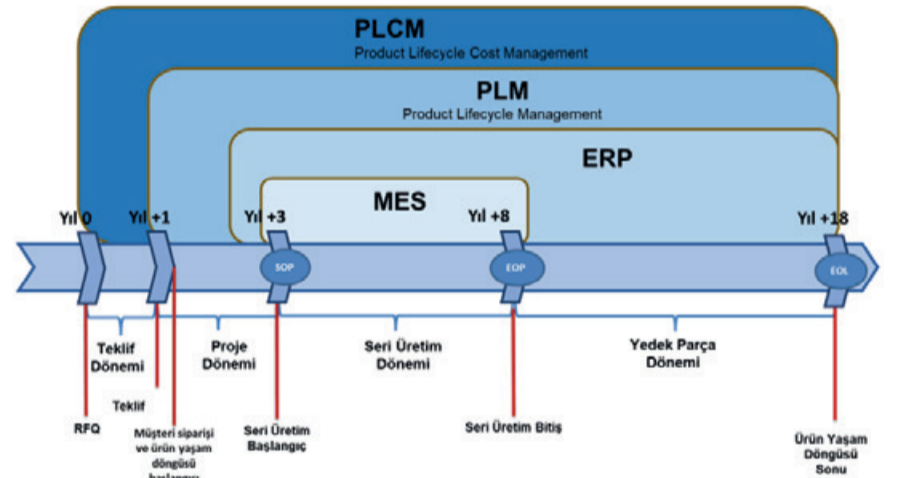 PLCM
Product Lifecycle Cost Management
PLM
Product Lifecycle Management
ERP
MES
Yıl 0
Yıl +1
Yıl +3
Yıl +8
Yıl +18
SOP
EOP
EOL
Teklif
Dönemi
Proje
Dönemi
Seri Üretim
Dönemi
Yedek Parça
Dönemi
Teklif
RFQ
Müşteri siparişi
ve ürün yaşam
döngüsü
Seri Üretim
Başlangıç
Seri Üretim Bitiş
Ürün Yaşam
Döngüsü
Sonu